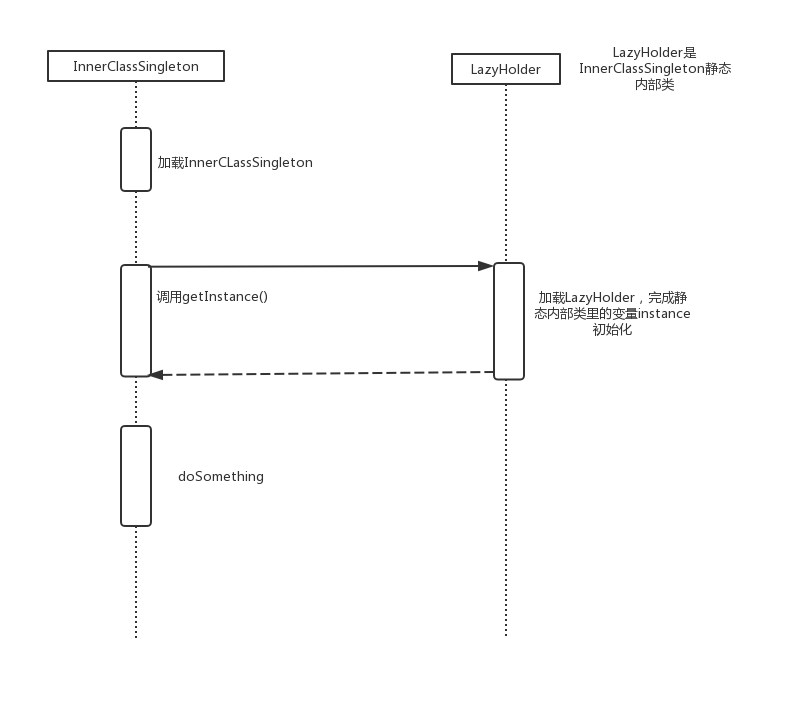 InnerClassSingleton
LazyHolder
LazyHolder是
InnerClassSingleton静态
内部类
加载InnerCLassSingleton
调用getInstance()
加载LazyHolder，完成静
态内部类里的变量instance
初始化
doSomething